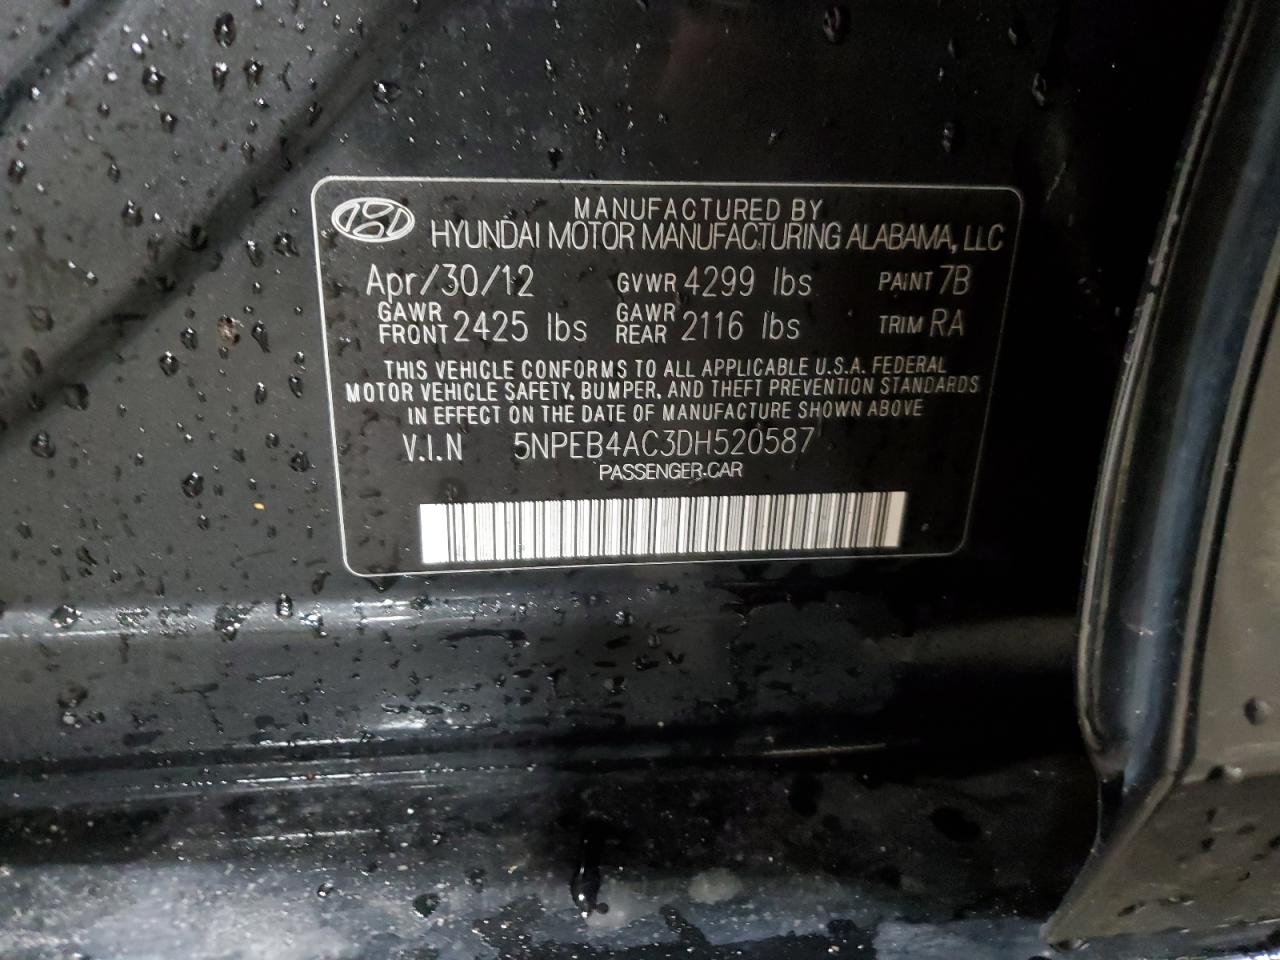 MANUFACTURED BY
HYUNDAI MOTOR MANUFACTURING ALABAMA, LLC
Apr/30/12 GVWR 4299 lbs PAINT 7B
GAWR FRONT 2425 lbs GAWR REAR 2116 lbs TRIM RA
THIS VEHICLE CONFORMS TO ALL APPLICABLE U.S.A. FEDERAL
MOTOR VEHICLE SAFETY, BUMPER, AND THEFT PREVENTION STANDARDS
IN EFFECT ON THE DATE OF MANUFACTURE SHOWN ABOVE
V.I.N 5NPEB4AC3DH520587
PASSENGER CAR